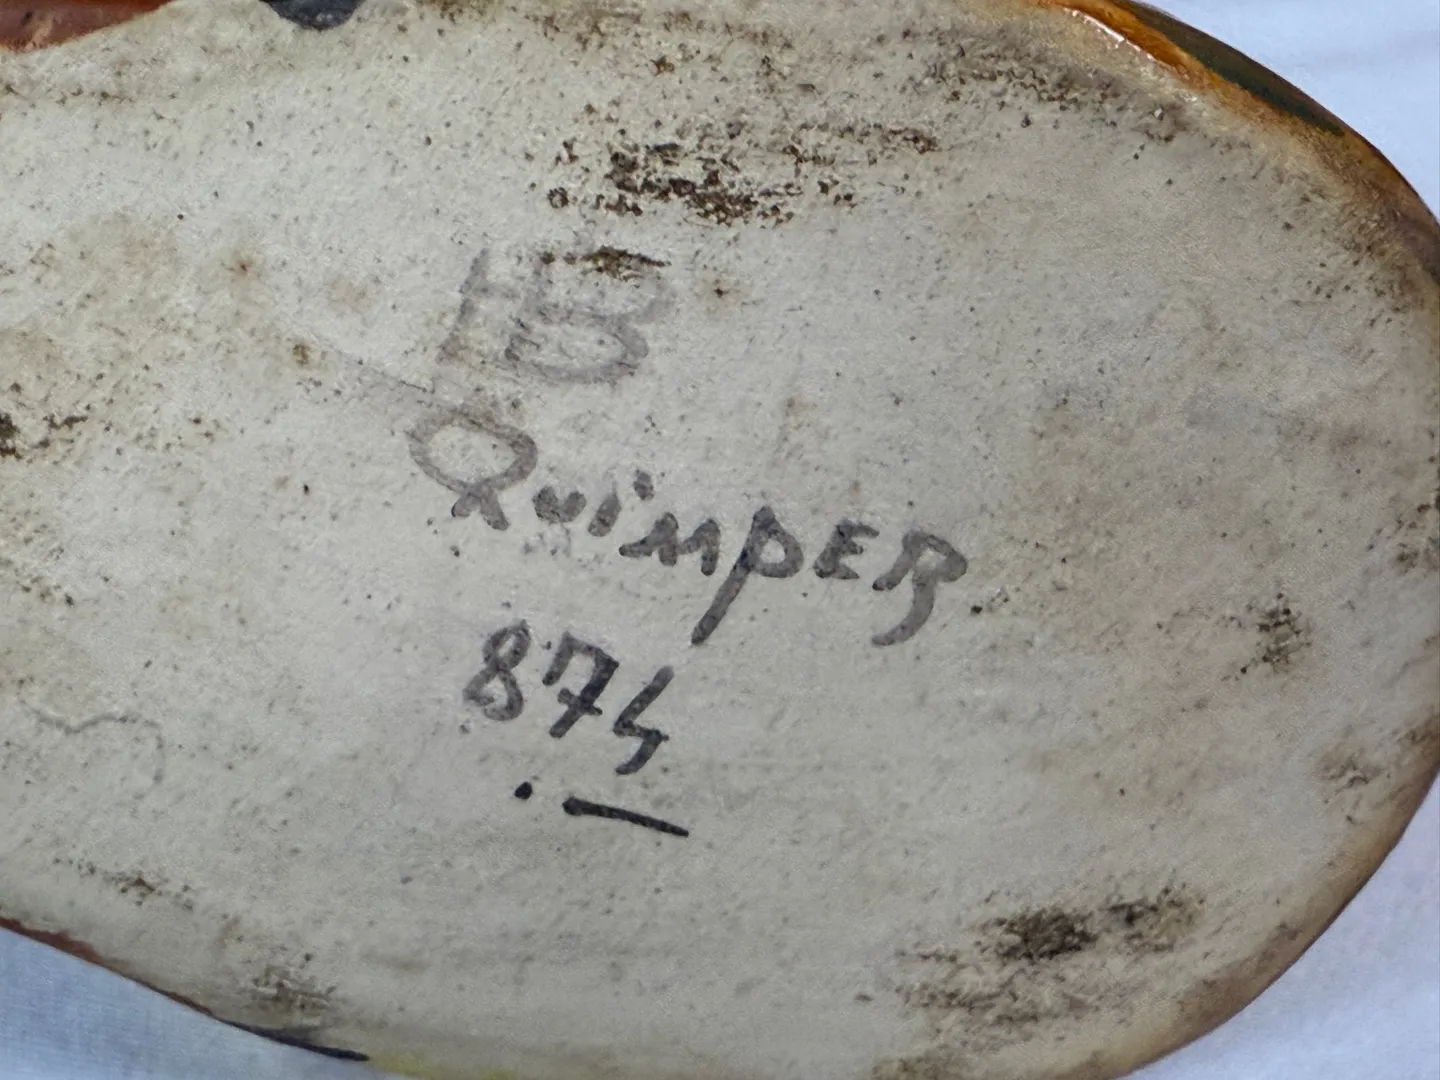 HB
QuimpER
874
. —